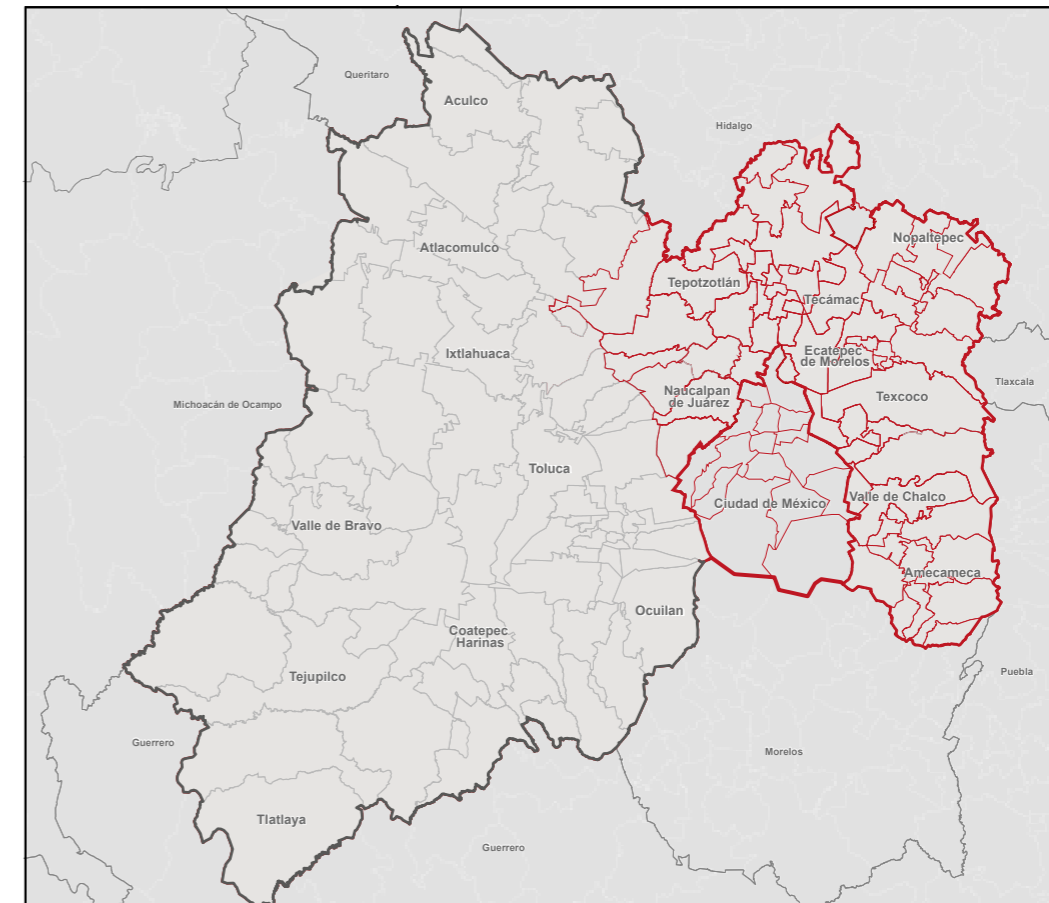 Queritaro
Aculco
Hidalgo
Nopaltepec
Atlacomulco
Tepotzotlán
Técámac
Ixtlahuaca
Ecatepec
de Morelos
Tlaxcala
Naucalpan
de Juárez
Texcoco
Michoacán de Ocampo
Toluca
Valle de Chalco
Ciudad de México
Valle de Bravo
Amecameca
Ocuilan
Coatepec
Harinas
Puebla
Tejupilco
Guerrero
Morelos
Tlatlaya
Guerrero